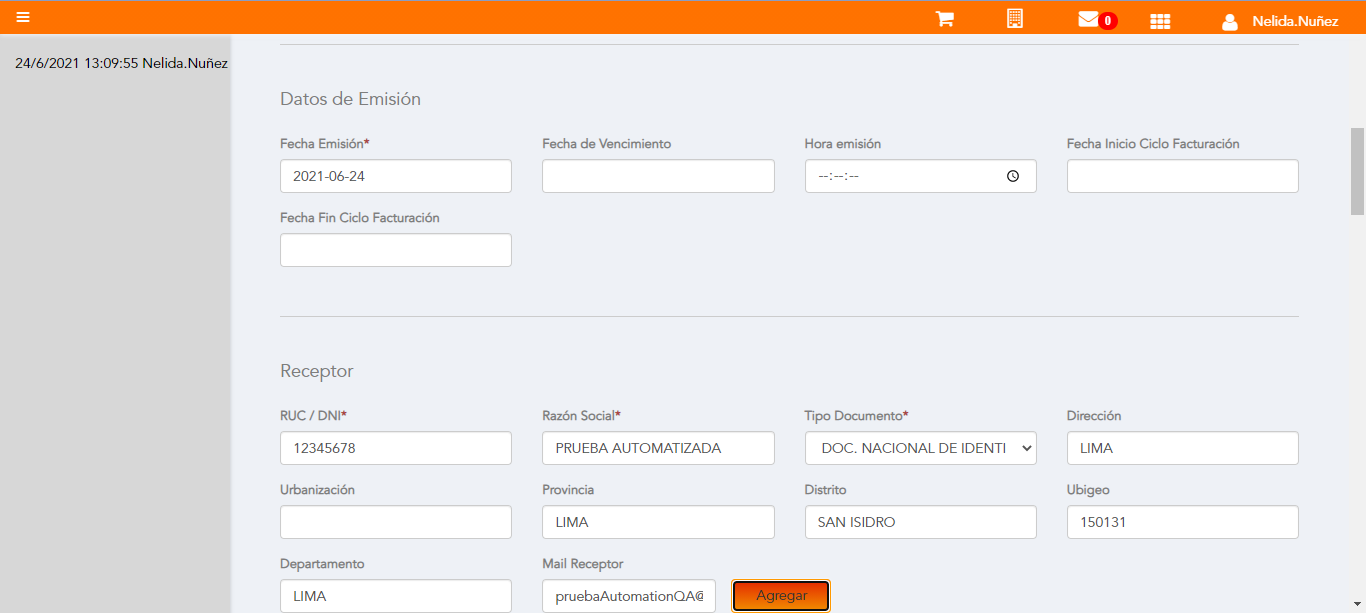 0 Nelida.Nuñez
24/6/2021 13:09:55 Nelida.Nuñez
Datos de Emisión
Fecha Emisión* Fecha de Vencimiento Hora emisión Fecha Inicio Ciclo Facturación
2021-06-24 --:--:--
Fecha Fin Ciclo Facturación
Receptor
RUC / DNI* Razón Social* Tipo Documento* Dirección
12345678 PRUEBA AUTOMATIZADA DOC. NACIONAL DE IDENTI LIMA
Urbanización Provincia Distrito Ubigeo
LIMA SAN ISIDRO 150131
Departamento Mail Receptor
LIMA pruebaAutomationQA@ Agregar